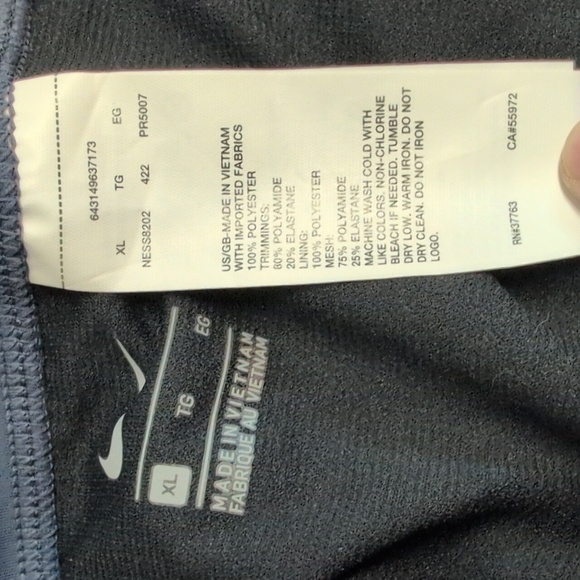 643149637173
XL TG EG
NESS8202 422 PR5007
US/GB-MADE IN VIETNAM
WITH IMPORTED FABRICS
100% POLYESTER
TRIMMINGS:
80% POLYAMIDE
20% ELASTANE
LINING:
100% POLYESTER
MESH:
75% POLYAMIDE
25% ELASTANE
MACHINE WASH COLD WITH
LIKE COLORS. NON-CHLORINE
BLEACH IF NEEDED. TUMBLE
DRY LOW. WARM IRON. DO NOT
DRY CLEAN. DO NOT IRON
LOGO.
RN#37763 CA#55972
XL TG EG
MADE IN VIETNAM
FABRIQUE AU VIETNAM